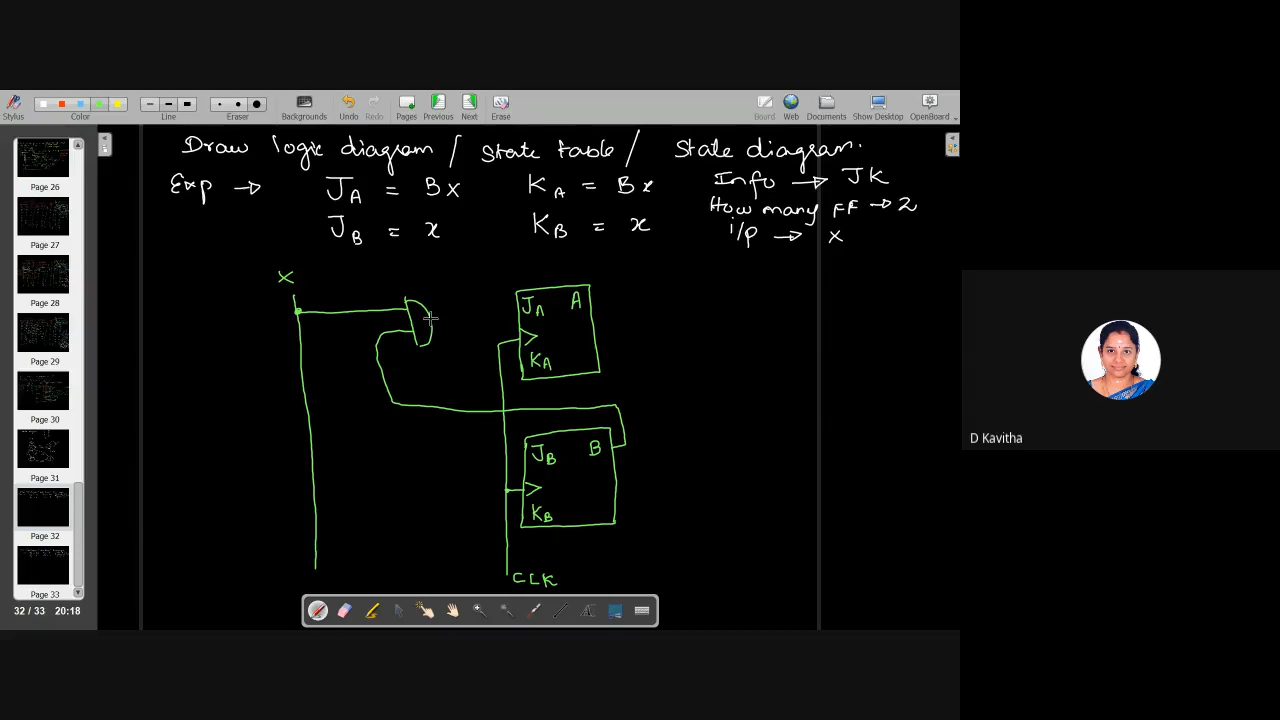 Stylus
Color
Line
Eraser
Backgrounds
Undo
Redo
Pages
Previous
Next
Erase
Board
Web
Documents
Show Desktop
OpenBoard
Draw logic diagram / State table / State diagram.
Exp → J_A = Bx K_A = Bx Info → JK
J_B = x K_B = x How many FF → 2
i/p → x
X
J_A A
K_A
J_B B
K_B
CLK
Page 26
Page 27
Page 28
Page 29
Page 30
Page 31
Page 32
Page 33
32 / 33 20:18
D Kavitha